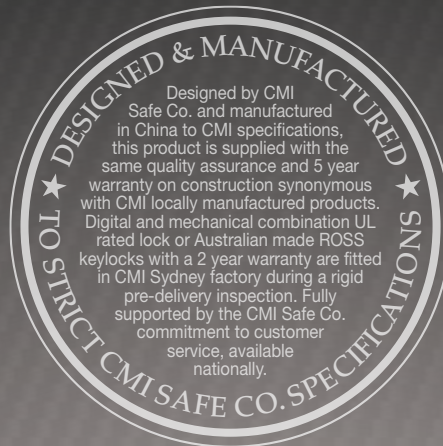 ★ DESIGNED & MANUFACTURED ★
TO STRICT CMI SAFE CO. SPECIFICATIONS
Designed by CMI
Safe Co. and manufactured
in China to CMI specifications,
this product is supplied with the
same quality assurance and 5 year
warranty on construction synonymous
with CMI locally manufactured products.
Digital and mechanical combination UL
rated lock or Australian made ROSS
keylocks with a 2 year warranty are fitted
in CMI Sydney factory during a rigid
pre-delivery inspection. Fully
supported by the CMI Safe Co.
commitment to customer
service, available
nationally.